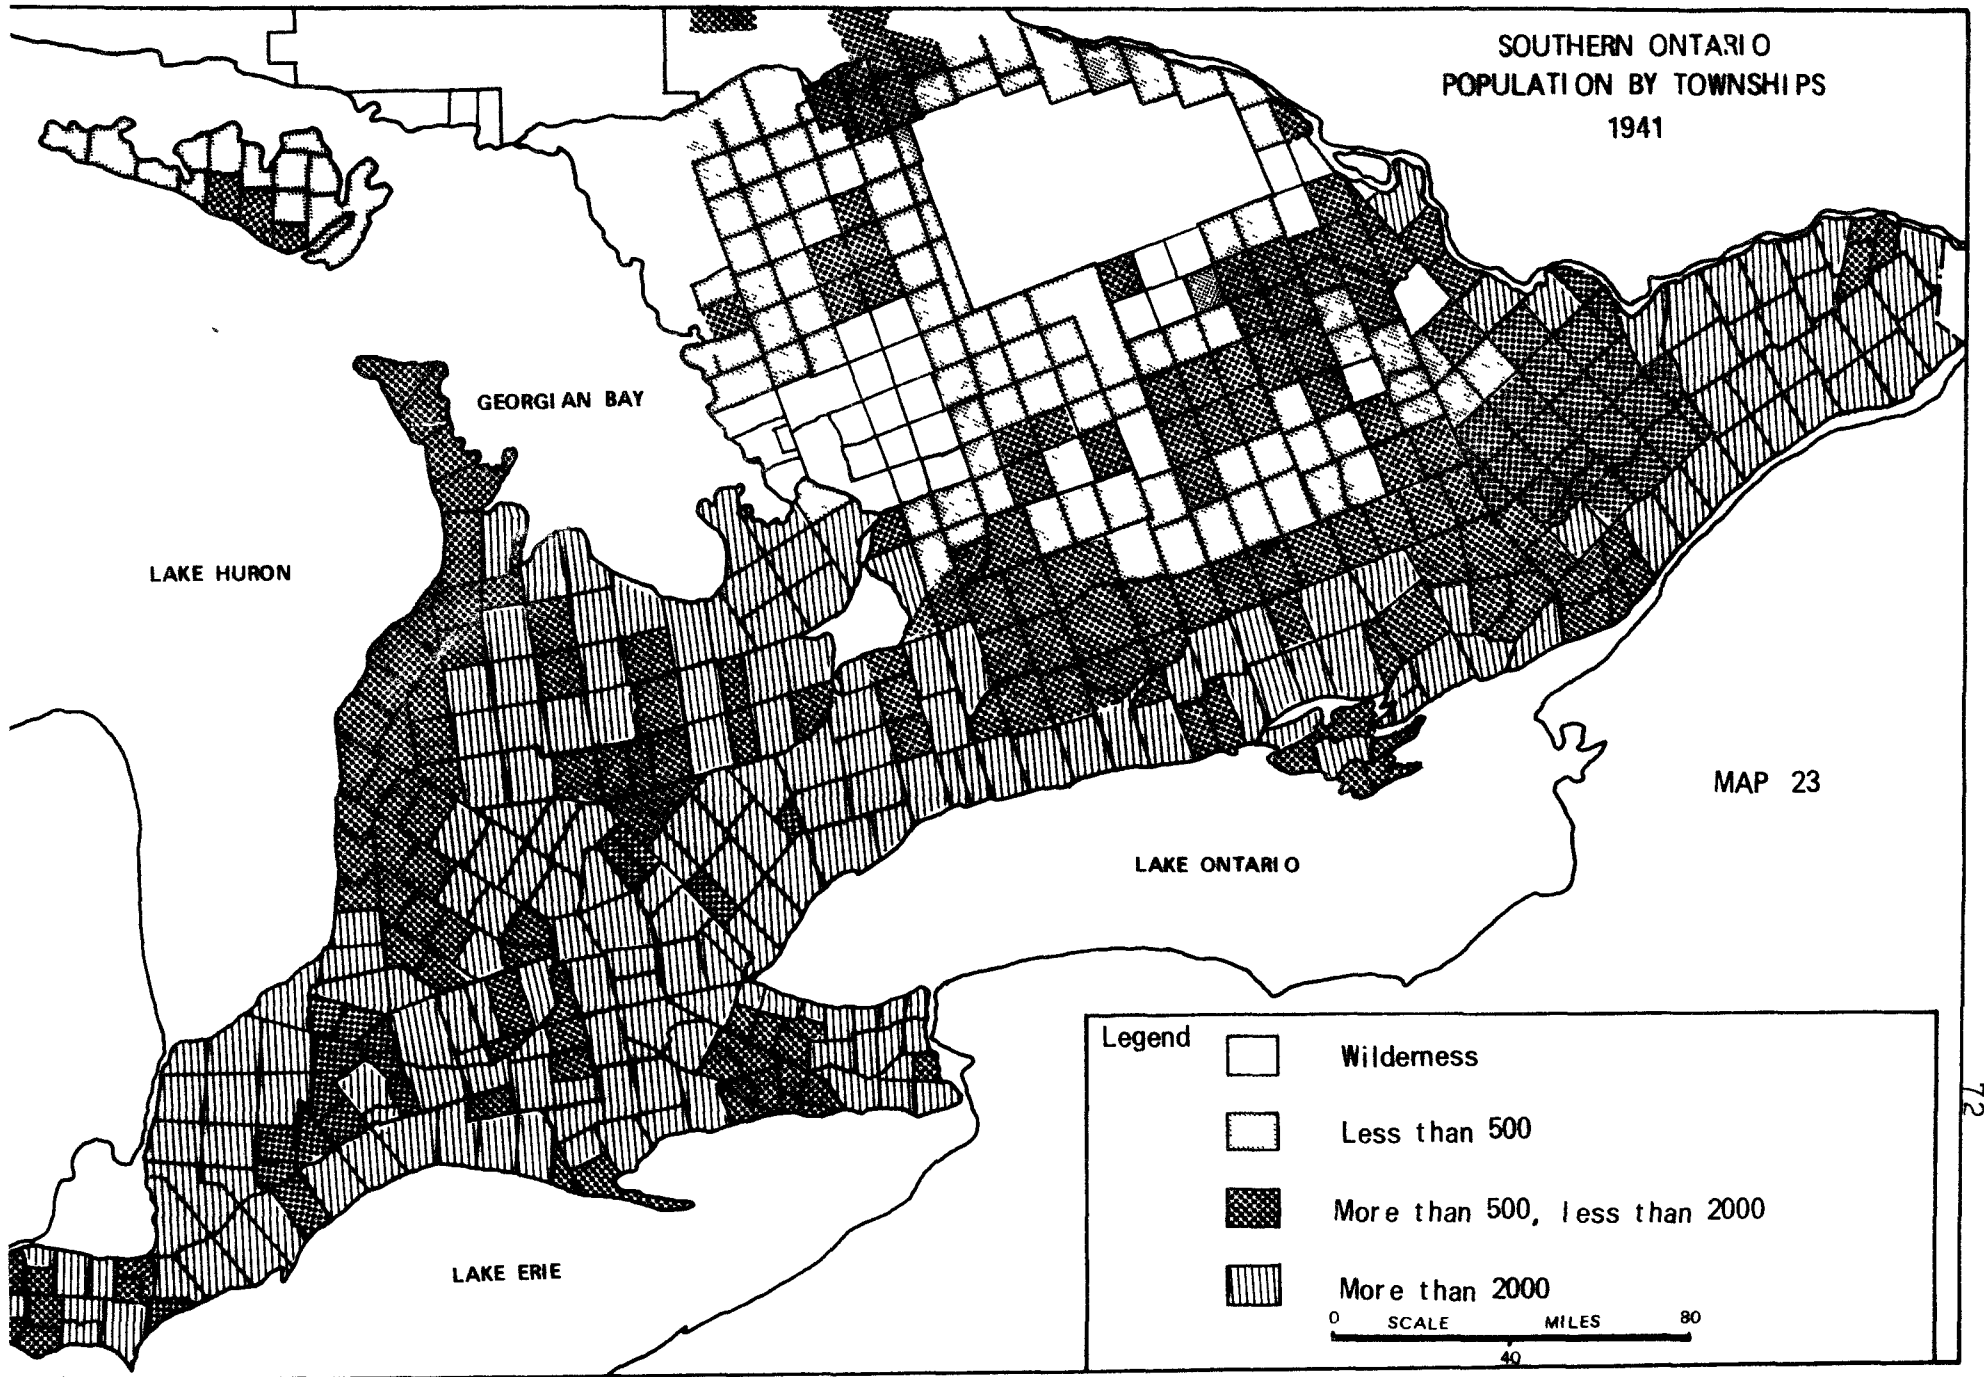 SOUTHERN ONTARIO
POPULATION BY TOWNSHIPS
1941
GEORGIAN BAY
LAKE HURON
MAP 23
LAKE ONTARIO
LAKE ERIE
Legend
Wilderness
Less than 500
More than 500, less than 2000
More than 2000
0 SCALE MILES 80
40
72